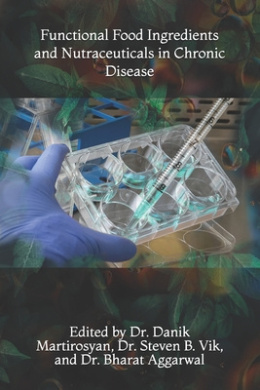 Functional Food Ingredients
and Nutraceuticals in Chronic
Disease
Edited by Dr. Danik
Martirosyan, Dr. Steven B. Vik,
and Dr. Bharat Aggarwal